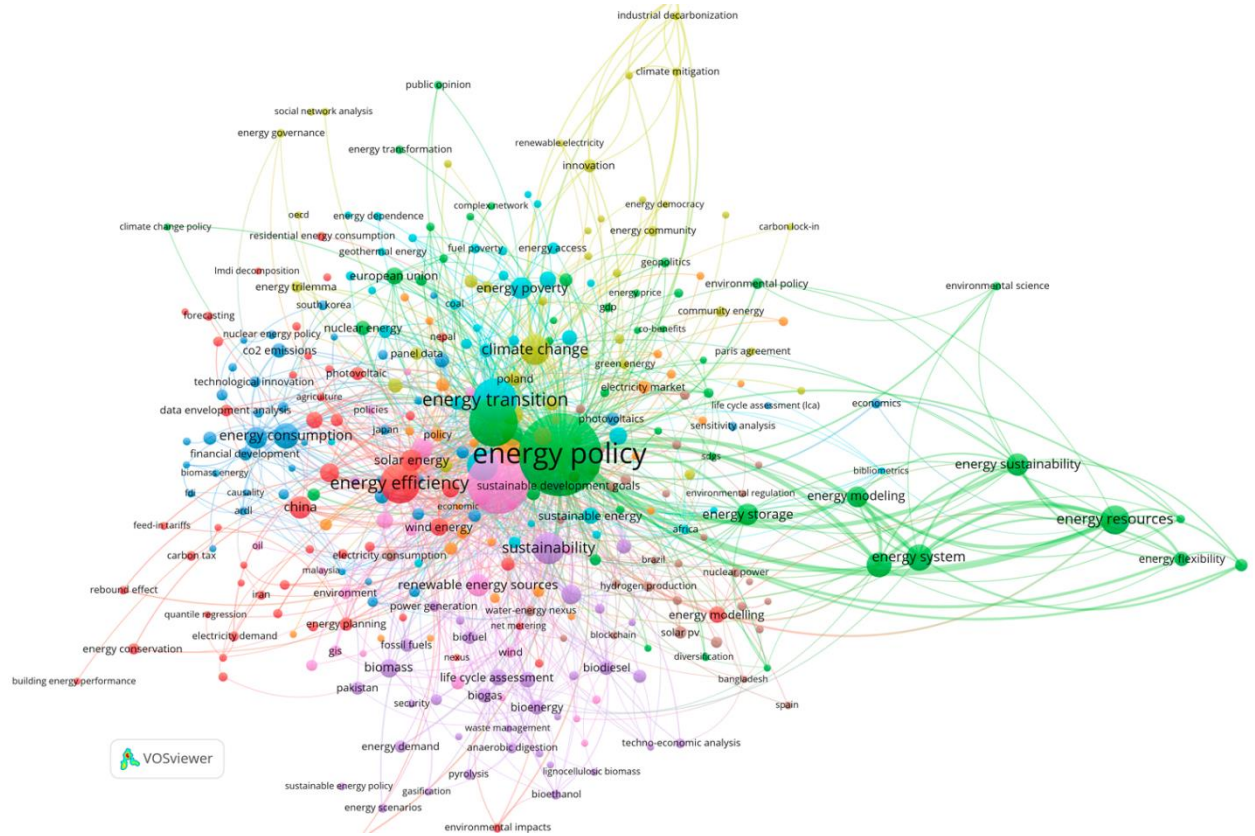 industrial decarbonization
climate mitigation
public opinion
social network analysis
energy governance
renewable electricity
energy transformation
innovation
complex network
energy democracy
oecd
energy dependence
climate change policy
residential energy consumption
energy community
carbon lock-in
geothermal energy
fuel poverty
energy access
lmdi decomposition
european union
geopolitics
energy trilemma
energy poverty
energy price
environmental policy
environmental science
south korea
coal
gdp
community energy
forecasting
nuclear energy
co-benefits
nuclear energy policy
nepal
co2 emissions
panel data
climate change
paris agreement
green energy
photovoltaic
poland
technological innovation
electricity market
agriculture
energy transition
data envelopment analysis
policies
photovoltaics
life cycle assessment (lca)
economics
japan
policy
sensitivity analysis
energy consumption
financial development
energy policy
solar energy
sdgs
energy sustainability
biomass energy
causality
energy efficiency
sustainable development goals
bibliometrics
environmental regulation
fdi
ardl
china
economic
energy modeling
feed-in tariffs
wind energy
sustainable energy
energy storage
energy resources
africa
oil
carbon tax
electricity consumption
sustainability
energy system
energy flexibility
malaysia
brazil
nuclear power
rebound effect
iran
environment
renewable energy sources
hydrogen production
quantile regression
power generation
water-energy nexus
energy modelling
electricity demand
energy planning
net metering
solar pv
energy conservation
gis
fossil fuels
biofuel
blockchain
nexus
wind
diversification
building energy performance
biomass
life cycle assessment
biodiesel
bangladesh
pakistan
security
biogas
bioenergy
spain
waste management
energy demand
anaerobic digestion
techno-economic analysis
VOSviewer
pyrolysis
lignocellulosic biomass
sustainable energy policy
gasification
bioethanol
energy scenarios
environmental impacts